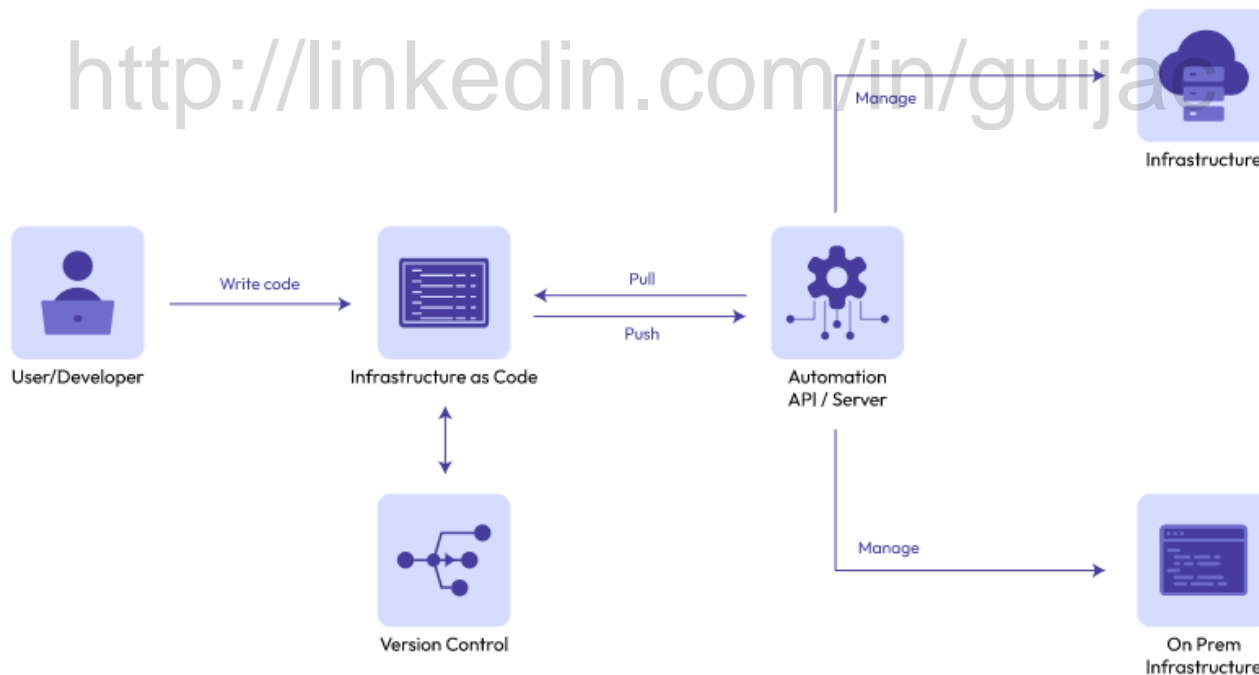 http://linkedin.com/in/guijac
Manage
Infrastructure
Write code
Pull
Push
User/Developer
Infrastructure as Code
Automation
API / Server
Manage
Version Control
On Prem
Infrastructure